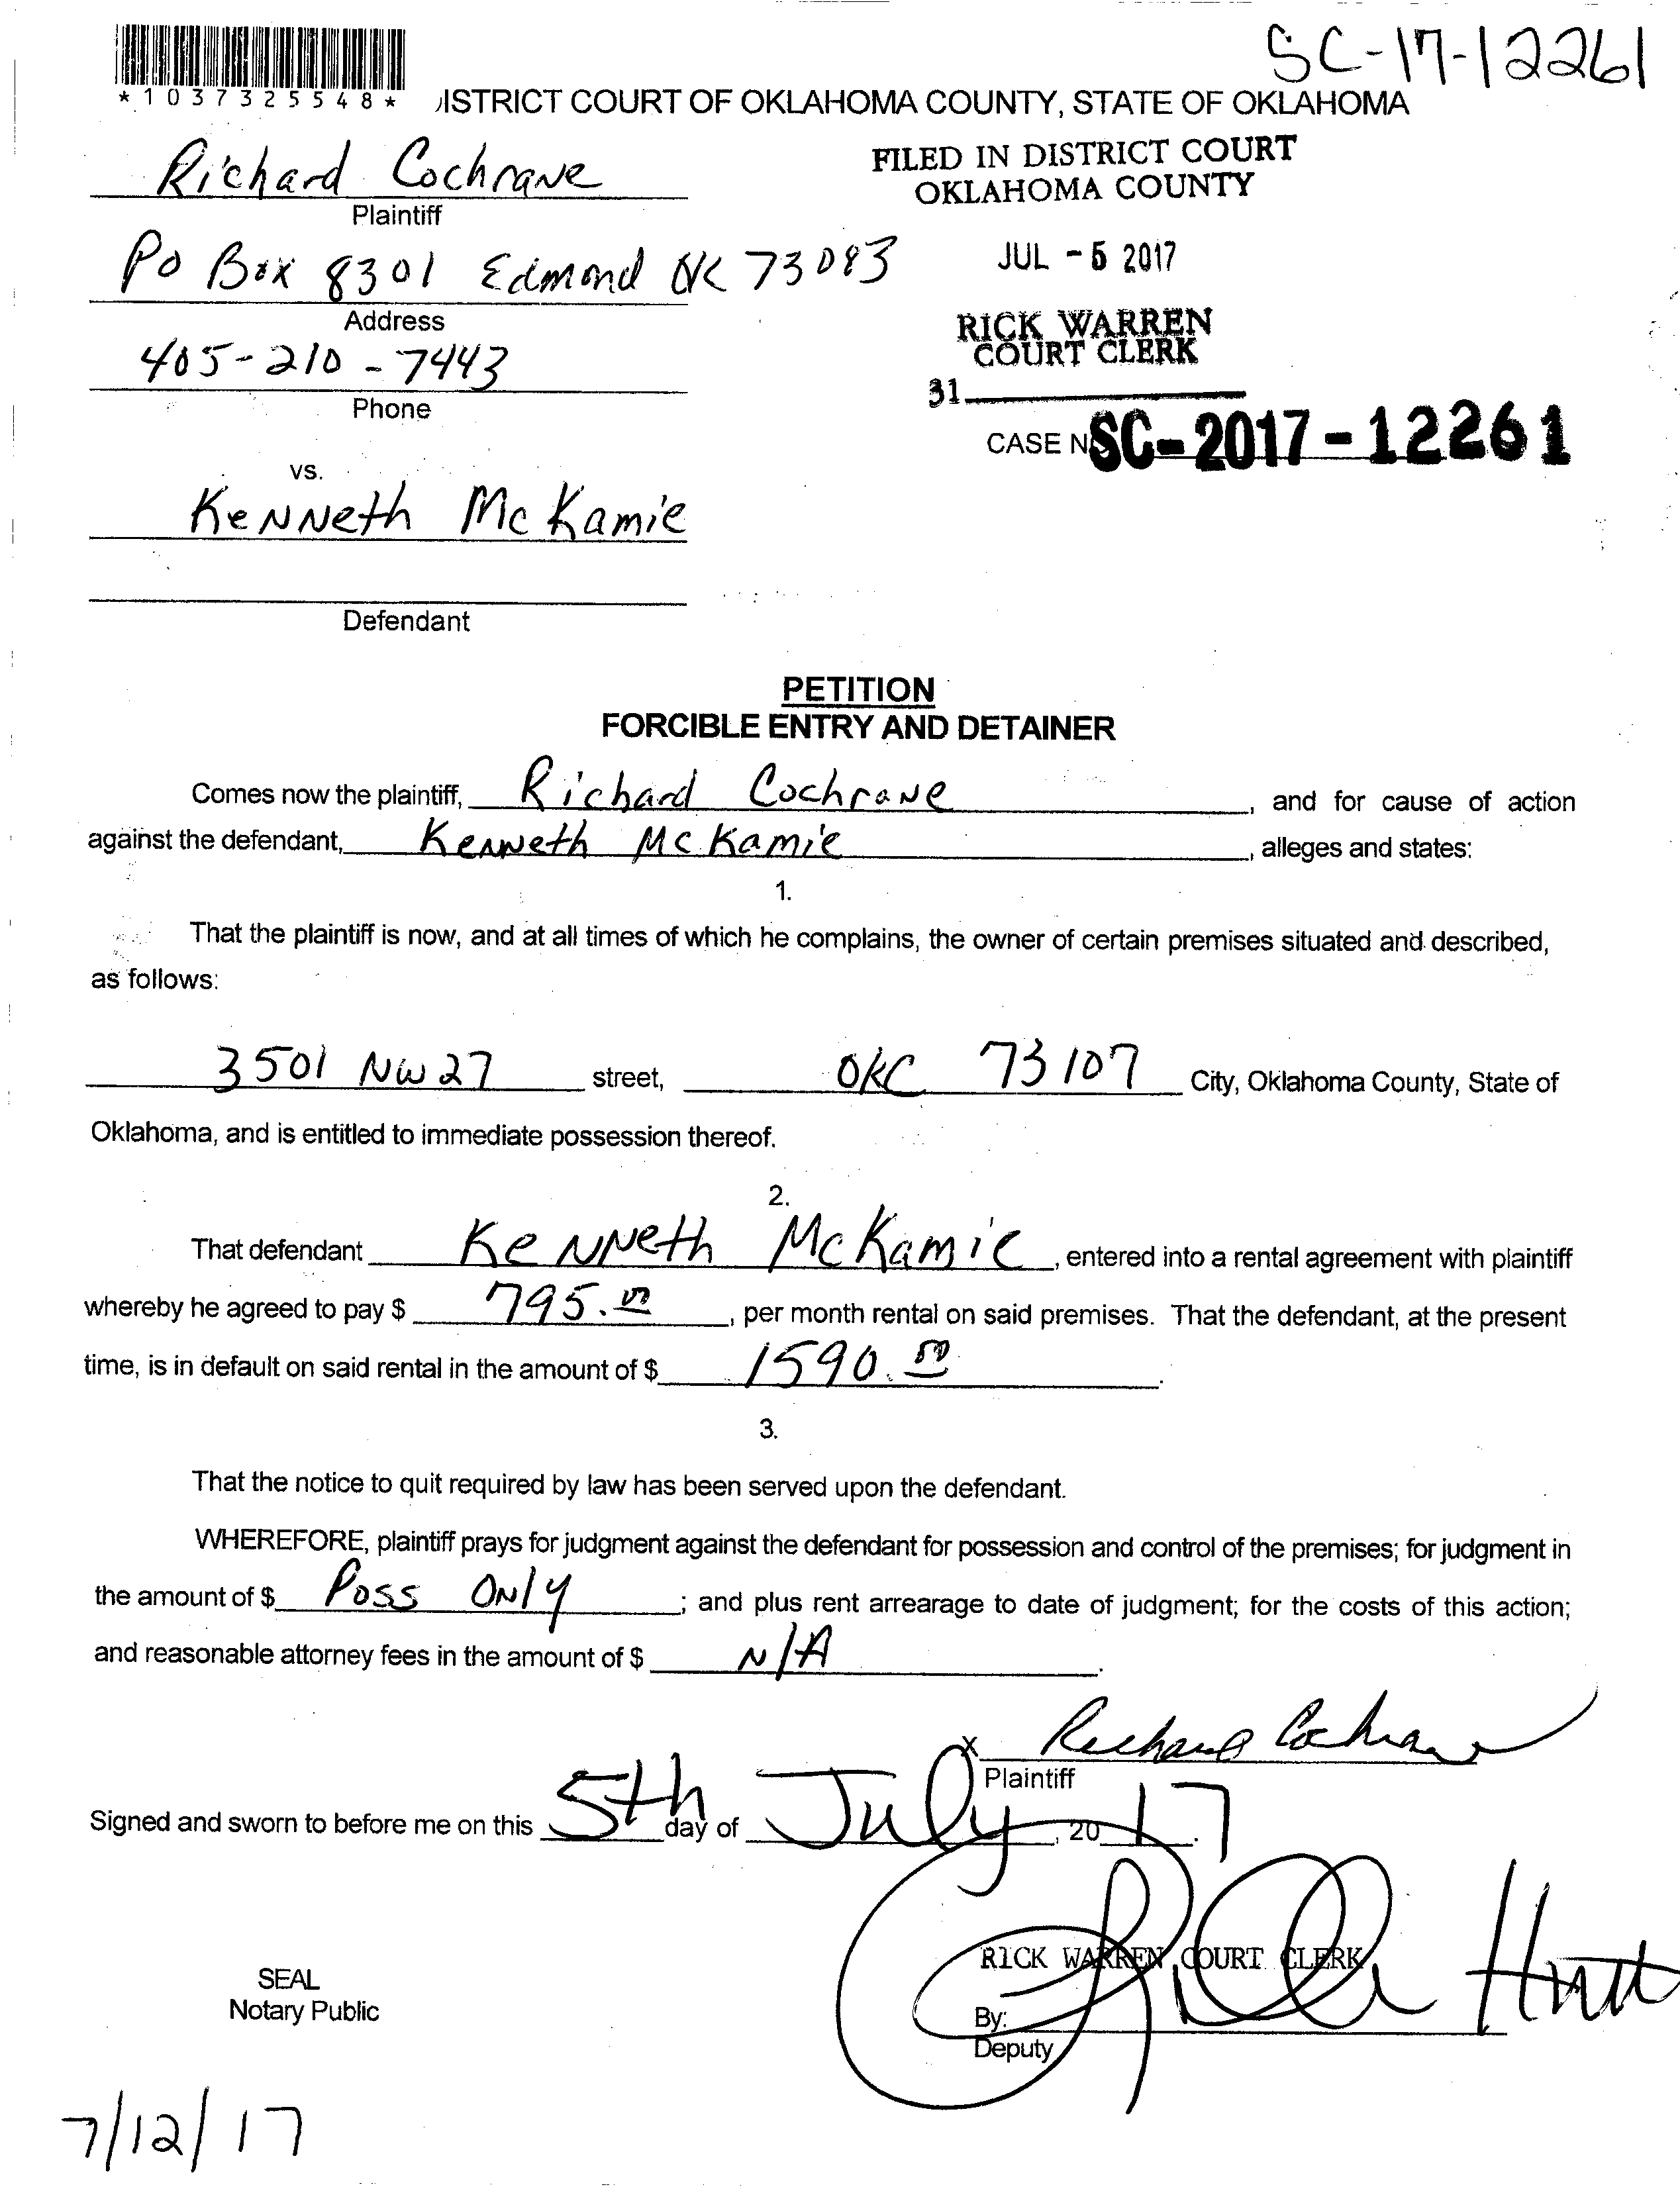 SC-17-12261
*1037325548*
ISTRICT COURT OF OKLAHOMA COUNTY, STATE OF OKLAHOMA
Richard Cochrane
Plaintiff
FILED IN DISTRICT COURT
OKLAHOMA COUNTY
PO Box 8301 Edmond OK 73083
Address
JUL - 5 2017
405-210-7443
Phone
RICK WARREN
COURT CLERK
31
CASE NO SC-2017-12261
vs.
Kenneth McKamie
Defendant
PETITION
FORCIBLE ENTRY AND DETAINER
Comes now the plaintiff, Richard Cochrane, and for cause of action
against the defendant, Kenneth McKamie, alleges and states:
1.
That the plaintiff is now, and at all times of which he complains, the owner of certain premises situated and described,
as follows:
3501 NW 27 street, OKC 73107 City, Oklahoma County, State of
Oklahoma, and is entitled to immediate possession thereof.
2.
That defendant Kenneth McKamie, entered into a rental agreement with plaintiff
whereby he agreed to pay $ 795.00, per month rental on said premises. That the defendant, at the present
time, is in default on said rental in the amount of $ 1590.
3.
That the notice to quit required by law has been served upon the defendant.
WHEREFORE, plaintiff prays for judgment against the defendant for possession and control of the premises; for judgment in
the amount of $ Poss Only; and plus rent arrearage to date of judgment; for the costs of this action;
and reasonable attorney fees in the amount of $ N/A.
X Richard Cochrane
Plaintiff
Signed and sworn to before me on this 5th day of July, 2017.
RICK WARREN COURT CLERK
SEAL
Notary Public
By:
Deputy
7/12/17